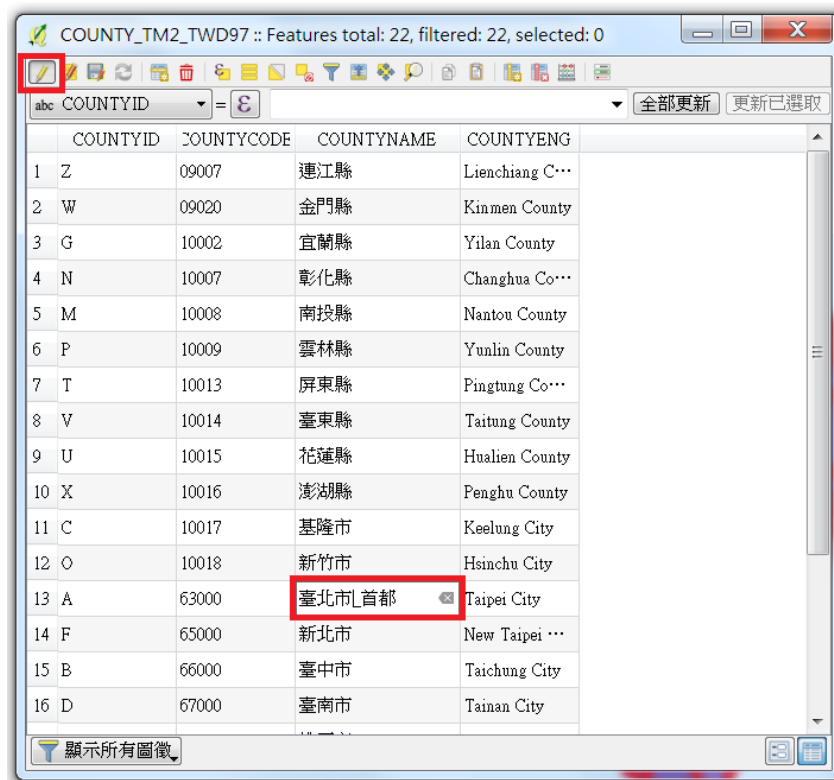 COUNTY_TM2_TWD97 :: Features total: 22, filtered: 22, selected: 0
abc COUNTYID = ε 全部更新 更新已選取
COUNTYID COUNTYCODE COUNTYNAME COUNTYENG
1 Z 09007 連江縣 Lienchiang C…
2 W 09020 金門縣 Kinmen County
3 G 10002 宜蘭縣 Yilan County
4 N 10007 彰化縣 Changhua Co…
5 M 10008 南投縣 Nantou County
6 P 10009 雲林縣 Yunlin County
7 T 10013 屏東縣 Pingtung Co…
8 V 10014 臺東縣 Taitung County
9 U 10015 花蓮縣 Hualien County
10 X 10016 澎湖縣 Penghu County
11 C 10017 基隆市 Keelung City
12 O 10018 新竹市 Hsinchu City
13 A 63000 臺北市_首都 Taipei City
14 F 65000 新北市 New Taipei …
15 B 66000 臺中市 Taichung City
16 D 67000 臺南市 Tainan City
顯示所有圖徵